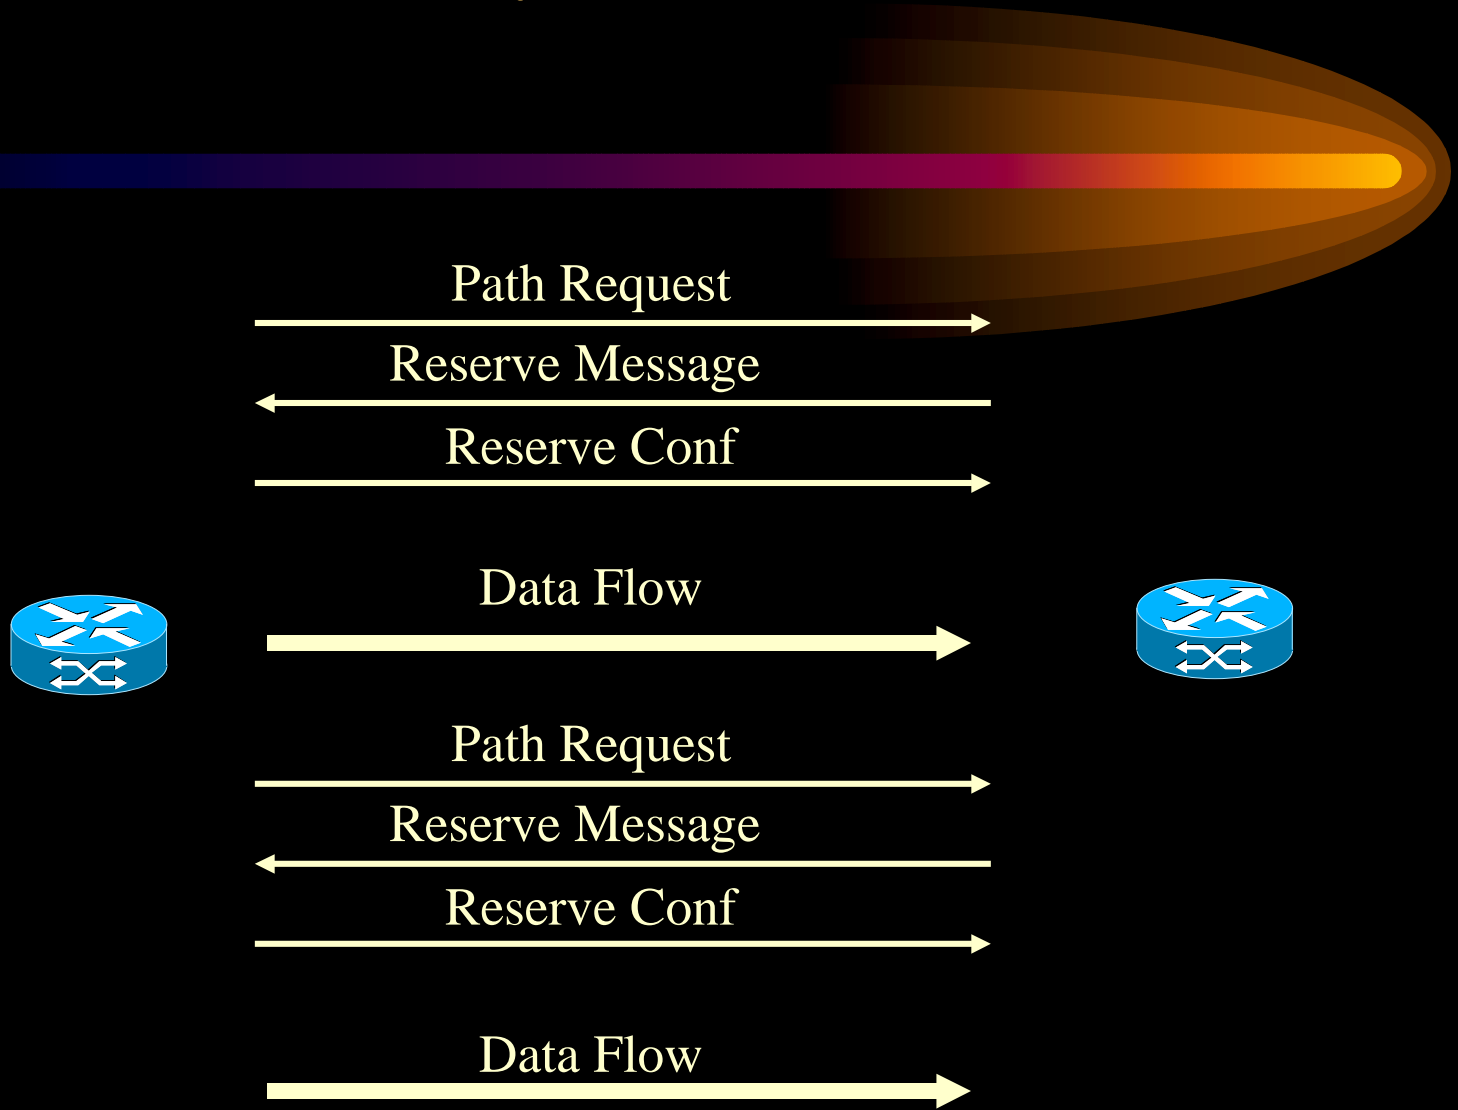 Path Request
Reserve Message
Reserve Conf
Data Flow
Path Request
Reserve Message
Reserve Conf
Data Flow